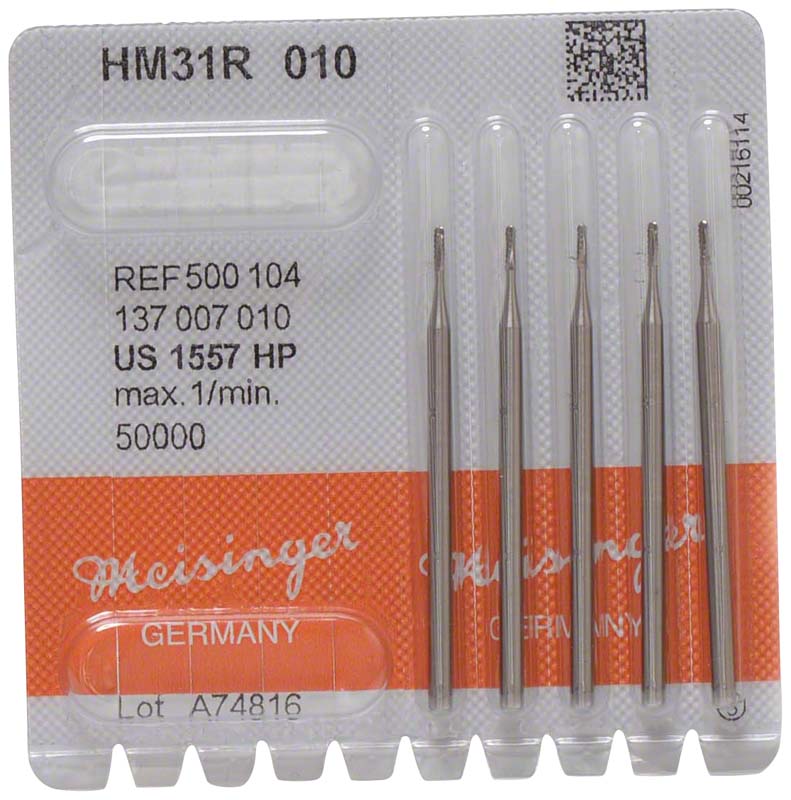 HM31R 010
00216114
REF 500 104
137 007 010
US 1557 HP
max. 1/min.
50000
Meisinger Meisinger
GERMANY GERMANY
Lot A74816